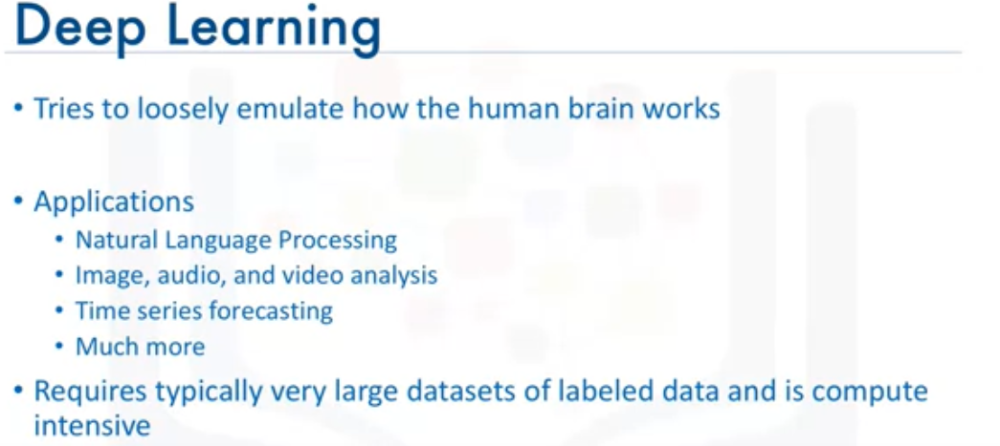 Deep Learning
• Tries to loosely emulate how the human brain works
• Applications
• Natural Language Processing
• Image, audio, and video analysis
• Time series forecasting
• Much more
• Requires typically very large datasets of labeled data and is compute
intensive